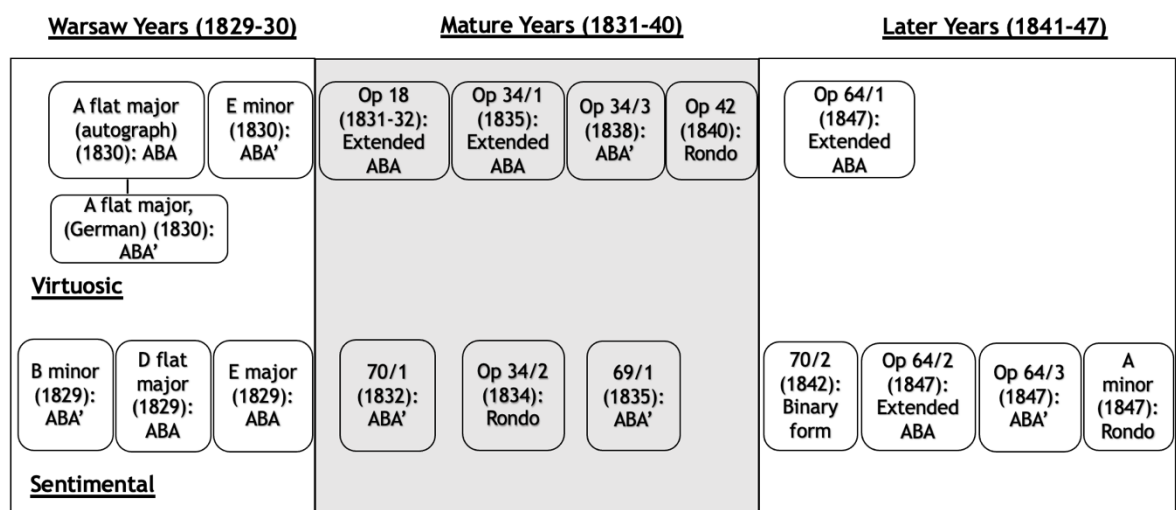 Warsaw Years (1829-30)
Mature Years (1831-40)
Later Years (1841-47)
A flat major
(autograph)
(1830): ABA
E minor
(1830):
ABA’
Op 18
(1831-32):
Extended
ABA
Op 34/1
(1835):
Extended
ABA
Op 34/3
(1838):
ABA’
Op 42
(1840):
Rondo
Op 64/1
(1847):
Extended
ABA
A flat major,
(German) (1830):
ABA’
Virtuosic
B minor
(1829):
ABA’
D flat
major
(1829):
ABA
E major
(1829):
ABA
70/1
(1832):
ABA’
Op 34/2
(1834):
Rondo
69/1
(1835):
ABA’
70/2
(1842):
Binary
form
Op 64/2
(1847):
Extended
ABA
Op 64/3
(1847):
ABA’
A
minor
(1847):
Rondo
Sentimental